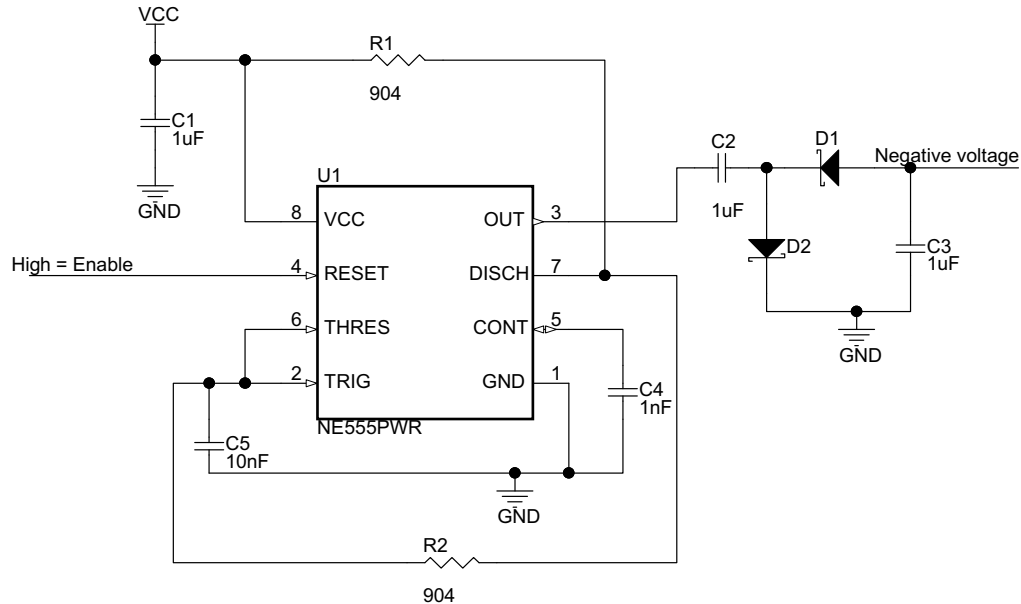 VCC
R1
904
C1
1uF
GND
U1
8 VCC
OUT 3
High = Enable
4 RESET
DISCH 7
6 THRES
CONT 5
2 TRIG
GND 1
NE555PWR
C2
1uF
D1
Negative voltage
D2
C3
1uF
GND
C4
1nF
C5
10nF
GND
R2
904